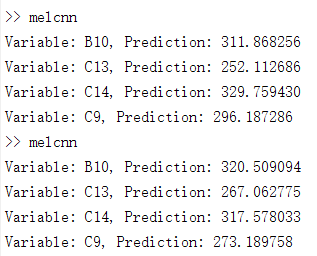 >> melcnn
Variable: B10, Prediction: 311.868256
Variable: C13, Prediction: 252.112686
Variable: C14, Prediction: 329.759430
Variable: C9, Prediction: 296.187286
>> melcnn
Variable: B10, Prediction: 320.509094
Variable: C13, Prediction: 267.062775
Variable: C14, Prediction: 317.578033
Variable: C9, Prediction: 273.189758